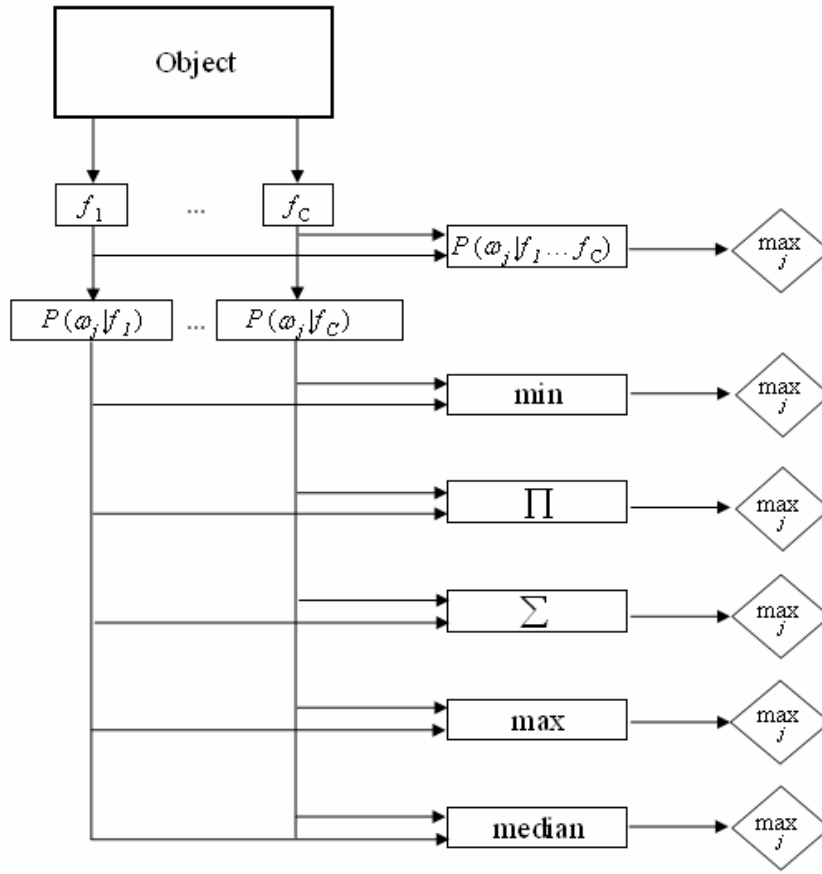 Object
f1 ... fC
P(ωj|f1...fC) max j
P(ωj|f1) ... P(ωj|fC)
min max j
∏ max j
Σ max j
max max j
median max j